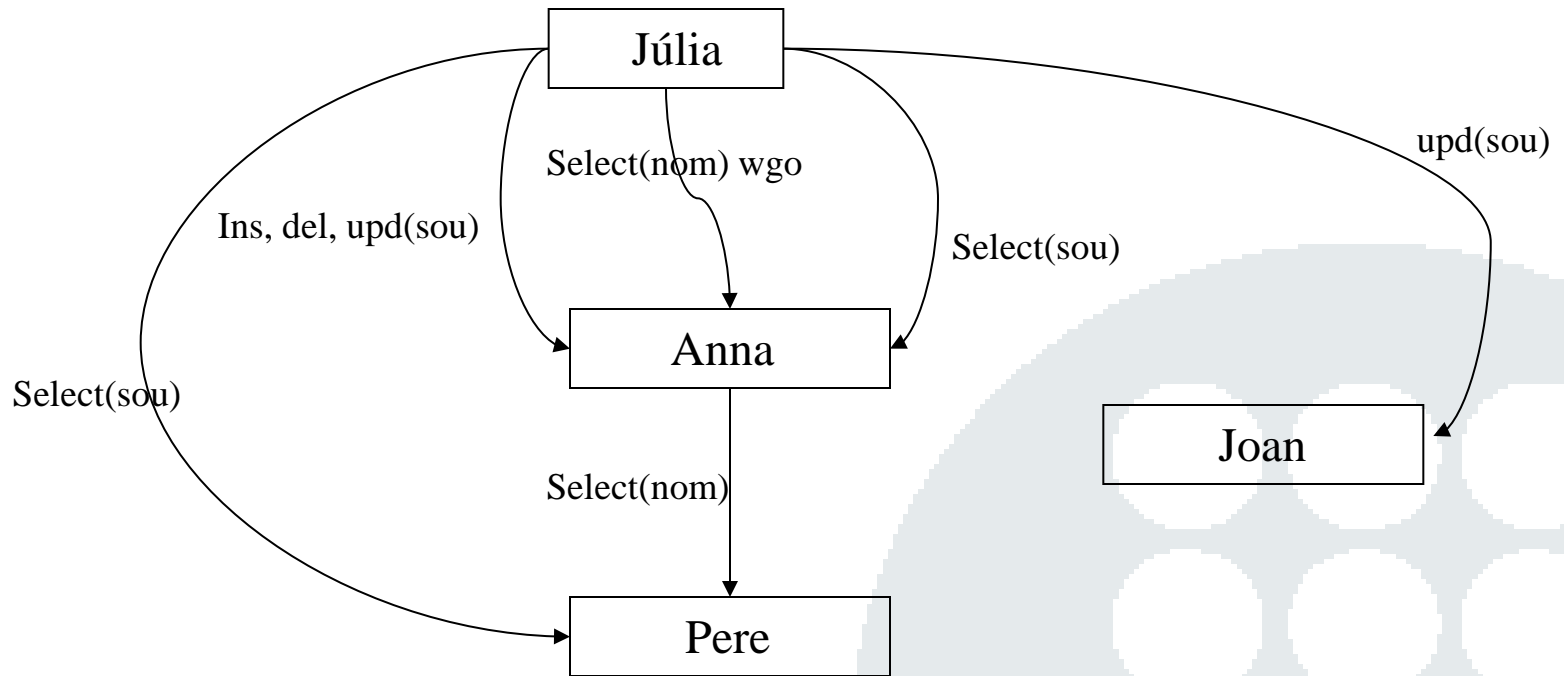 Júlia
upd(sou)
Select(nom) wgo
Ins, del, upd(sou)
Select(sou)
Anna
Select(sou)
Joan
Select(nom)
Pere